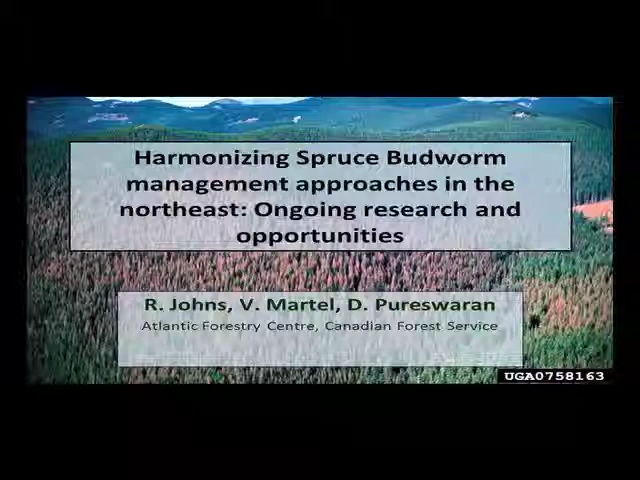 Harmonizing Spruce Budworm
management approaches in the
northeast: Ongoing research and
opportunities
R. Johns, V. Martel, D. Pureswaran
Atlantic Forestry Centre, Canadian Forest Service
UGA0758163